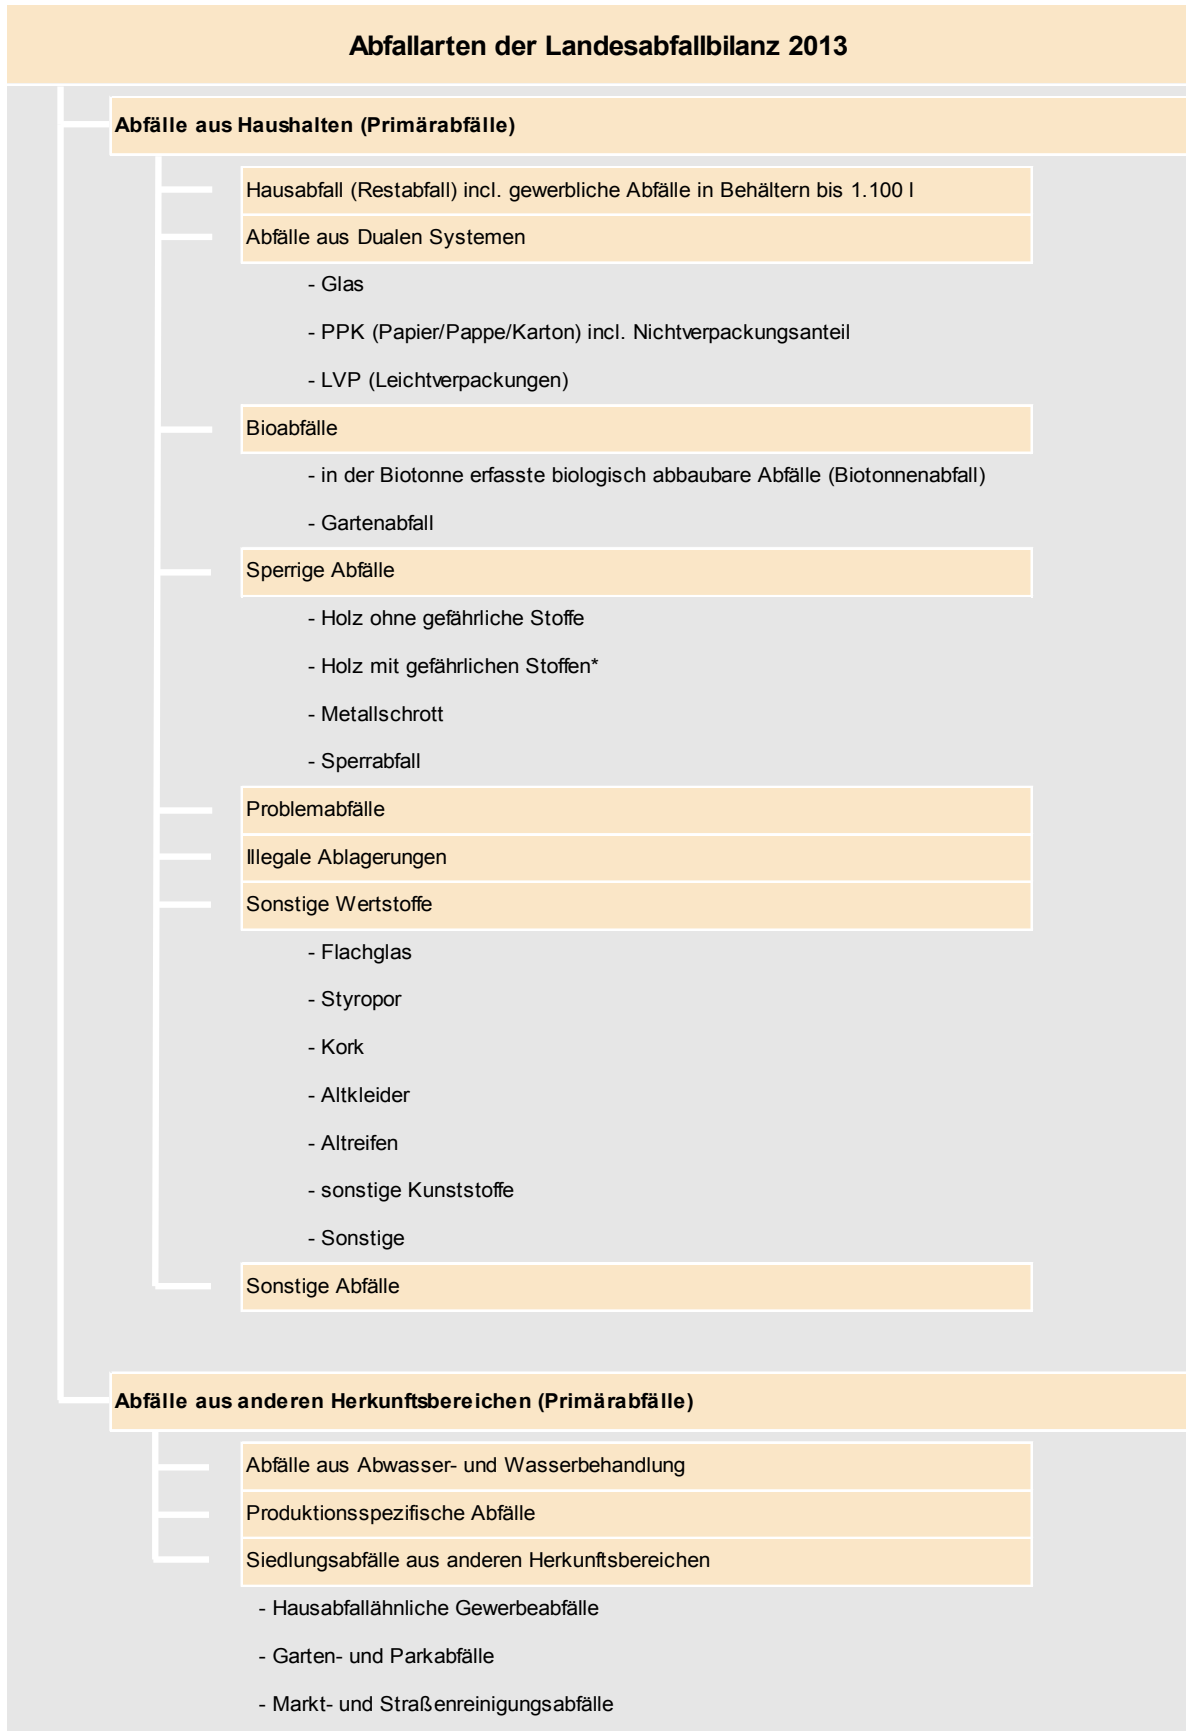 Abfallarten der Landesabfallbilanz 2013
Abfälle aus Haushalten (Primärabfälle)
Hausabfall (Restabfall) incl. gewerbliche Abfälle in Behältern bis 1.100 l
Abfälle aus Dualen Systemen
- Glas
- PPK (Papier/Pappe/Karton) incl. Nichtverpackungsanteil
- LVP (Leichtverpackungen)
Bioabfälle
- in der Biotonne erfasste biologisch abbaubare Abfälle (Biotonnenabfall)
- Gartenabfall
Sperrige Abfälle
- Holz ohne gefährliche Stoffe
- Holz mit gefährlichen Stoffen*
- Metallschrott
- Sperrabfall
Problemabfälle
Illegale Ablagerungen
Sonstige Wertstoffe
- Flachglas
- Styropor
- Kork
- Altkleider
- Altreifen
- sonstige Kunststoffe
- Sonstige
Sonstige Abfälle
Abfälle aus anderen Herkunftsbereichen (Primärabfälle)
Abfälle aus Abwasser- und Wasserbehandlung
Produktionsspezifische Abfälle
Siedlungsabfälle aus anderen Herkunftsbereichen
- Hausabfallähnliche Gewerbeabfälle
- Garten- und Parkabfälle
- Markt- und Straßenreinigungsabfälle